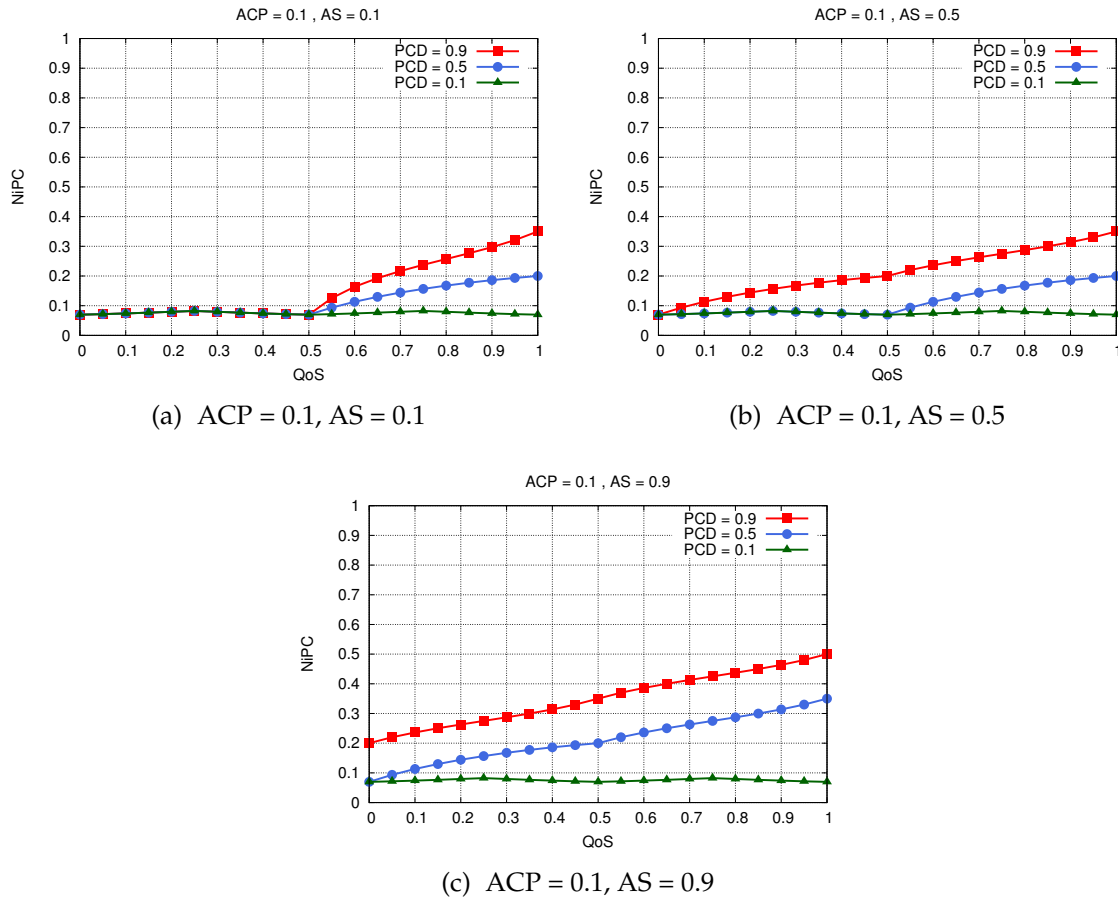 ACP = 0.1 , AS = 0.1
1
0.9
0.8
0.7
0.6
0.5
0.4
0.3
0.2
0.1
0
NiPC
PCD = 0.9
PCD = 0.5
PCD = 0.1
0 0.1 0.2 0.3 0.4 0.5 0.6 0.7 0.8 0.9 1
QoS
(a) ACP = 0.1, AS = 0.1
ACP = 0.1 , AS = 0.5
1
0.9
0.8
0.7
0.6
0.5
0.4
0.3
0.2
0.1
0
NiPC
PCD = 0.9
PCD = 0.5
PCD = 0.1
0 0.1 0.2 0.3 0.4 0.5 0.6 0.7 0.8 0.9 1
QoS
(b) ACP = 0.1, AS = 0.5
ACP = 0.1 , AS = 0.9
1
0.9
0.8
0.7
0.6
0.5
0.4
0.3
0.2
0.1
0
NiPC
PCD = 0.9
PCD = 0.5
PCD = 0.1
0 0.1 0.2 0.3 0.4 0.5 0.6 0.7 0.8 0.9 1
QoS
(c) ACP = 0.1, AS = 0.9